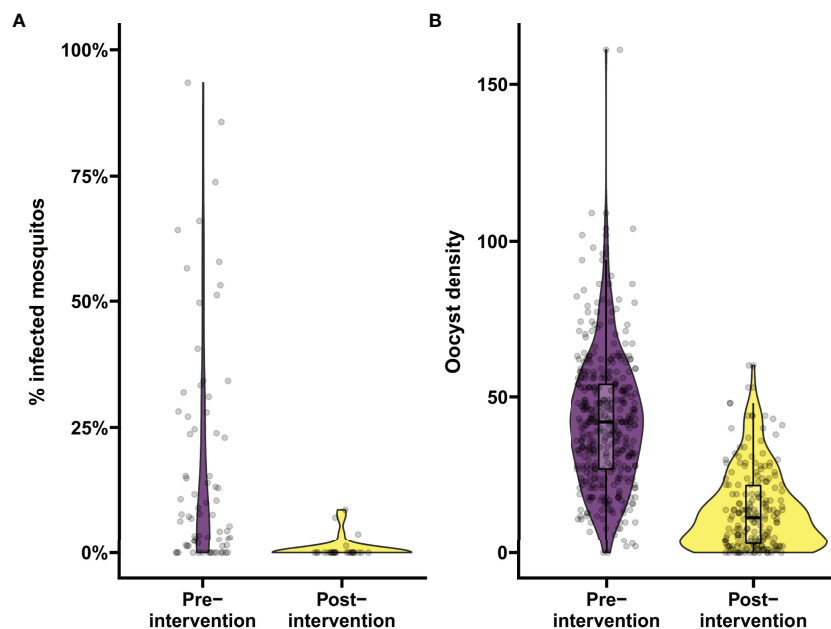 A
% infected mosquitos
100%
75%
50%
25%
0%
Pre−
intervention
Post−
intervention
B
Oocyst density
150
100
50
0
Pre−
intervention
Post−
intervention